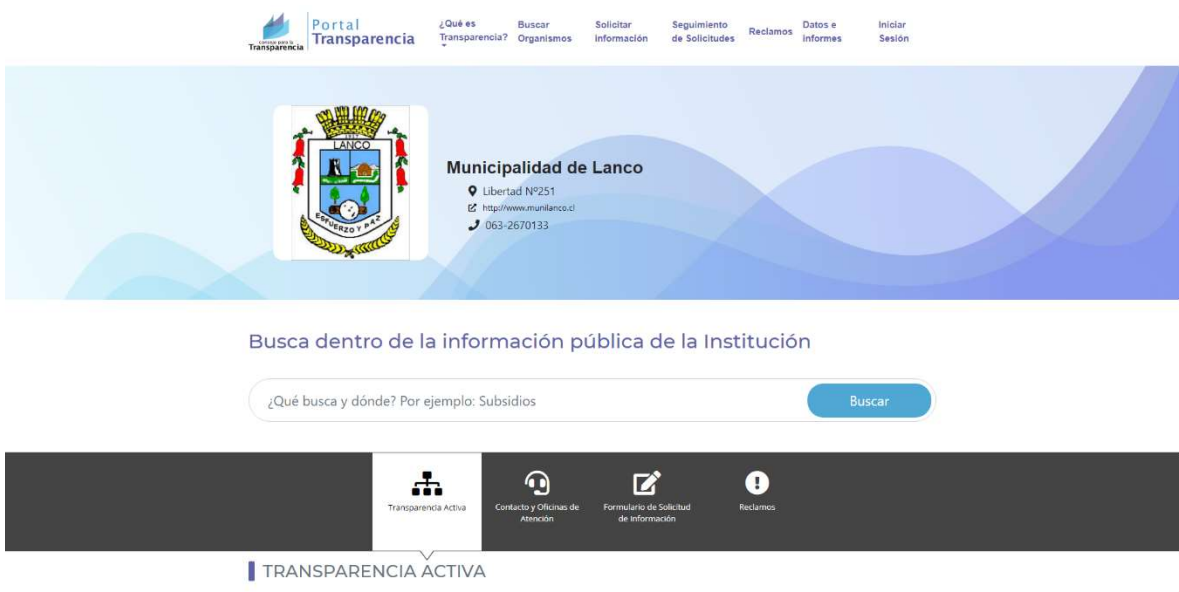 Consejo para la
Transparencia
Portal
Transparencia
¿Qué es
Transparencia?
Buscar
Organismos
Solicitar
información
Seguimiento
de Solicitudes
Reclamos
Datos e
informes
Iniciar
Sesión
LANCO
ESFUERZO Y PAZ
Municipalidad de Lanco
Libertad Nº251
http://www.munilanco.cl
063-2670133
Busca dentro de la información pública de la Institución
¿Qué busca y dónde? Por ejemplo: Subsidios
Buscar
Transparencia Activa
Contacto y Oficinas de
Atención
Formulario de Solicitud
de Información
Reclamos
TRANSPARENCIA ACTIVA